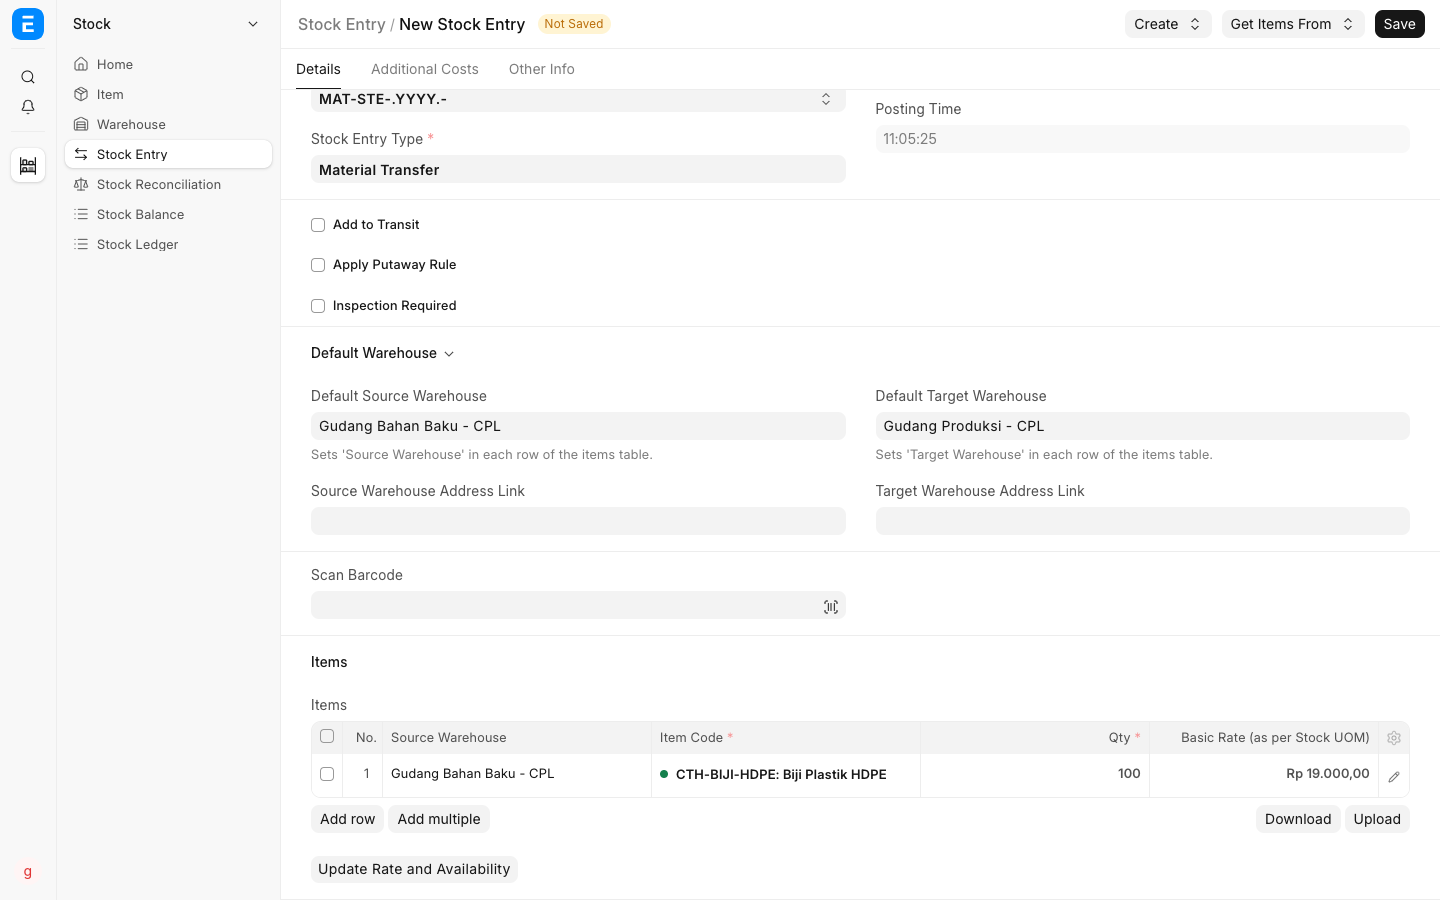 Stock
Home
Item
Warehouse
Stock Entry
Stock Reconciliation
Stock Balance
Stock Ledger
g
Stock Entry / New Stock Entry Not Saved
Create Get Items From Save
Details Additional Costs Other Info
MAT-STE-.YYYY.-
Posting Time
11:05:25
Stock Entry Type *
Material Transfer
Add to Transit
Apply Putaway Rule
Inspection Required
Default Warehouse
Default Source Warehouse
Gudang Bahan Baku - CPL
Sets 'Source Warehouse' in each row of the items table.
Default Target Warehouse
Gudang Produksi - CPL
Sets 'Target Warehouse' in each row of the items table.
Source Warehouse Address Link
Target Warehouse Address Link
Scan Barcode
Items
Items
No. Source Warehouse Item Code * Qty * Basic Rate (as per Stock UOM)
1 Gudang Bahan Baku - CPL CTH-BIJI-HDPE: Biji Plastik HDPE 100 Rp 19.000,00
Add row Add multiple Download Upload
Update Rate and Availability